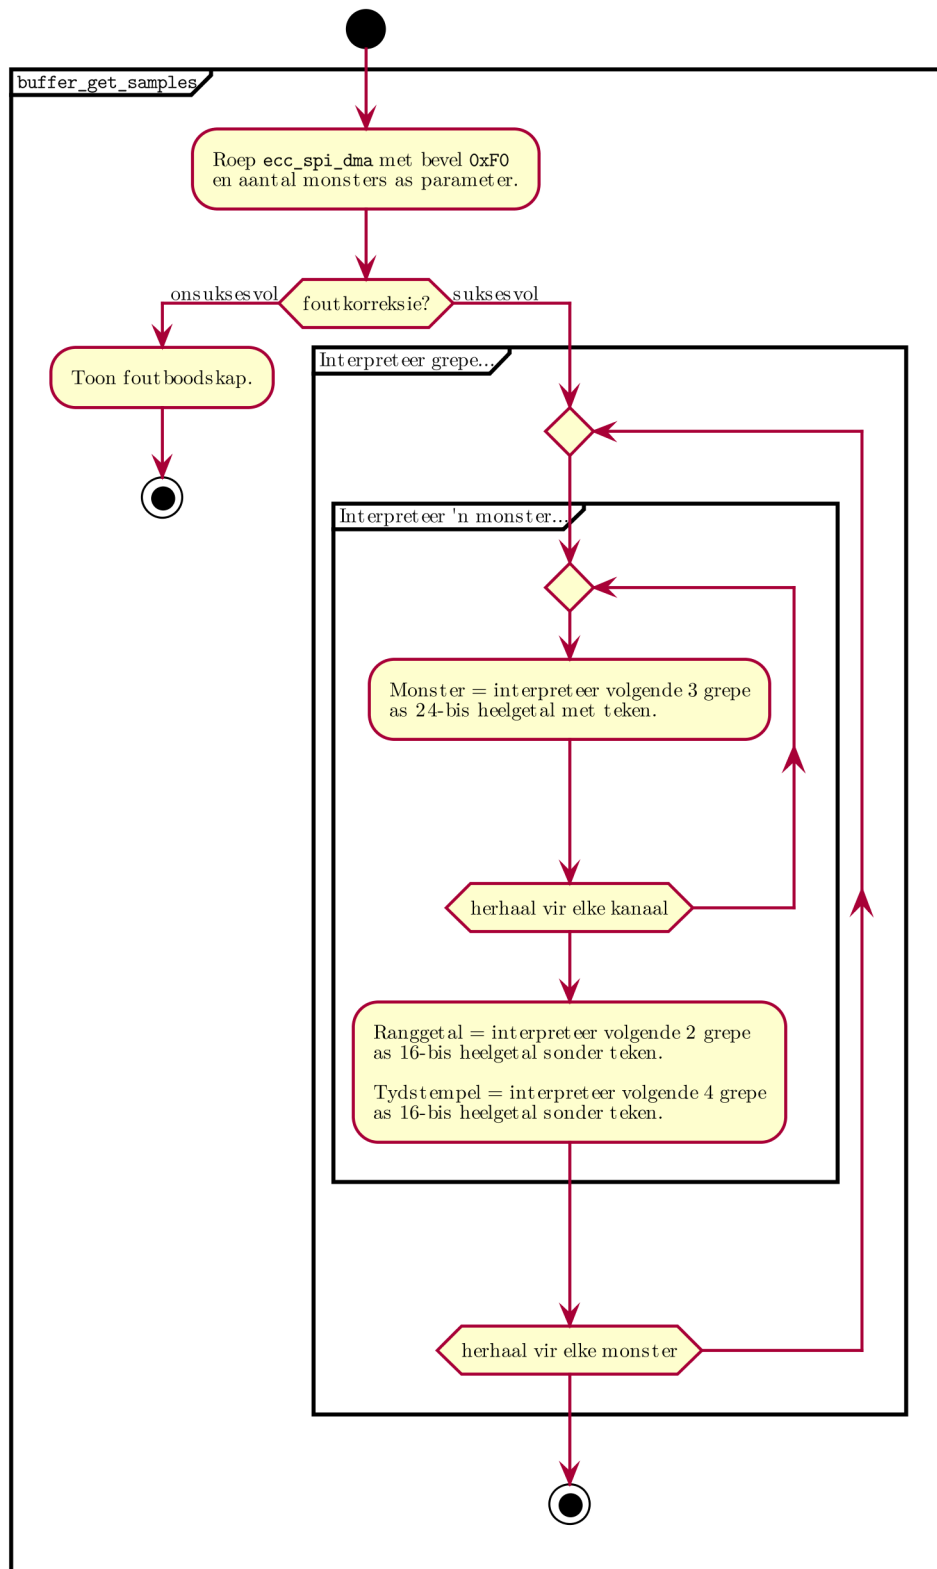 buffer_get_samples
Roep ecc_spi_dma met bevel 0xF0
en aantal monsters as parameter.
onsuksesvol
foutkorreksie?
suksesvol
Toon foutboodskap.
Interpreteer grepe...
Interpreteer 'n monster...
Monster = interpreteer volgende 3 grepe
as 24-bis heelgetal met teken.
herhaal vir elke kanaal
Ranggetal = interpreteer volgende 2 grepe
as 16-bis heelgetal sonder teken.
Tydstempel = interpreteer volgende 4 grepe
as 16-bis heelgetal sonder teken.
herhaal vir elke monster